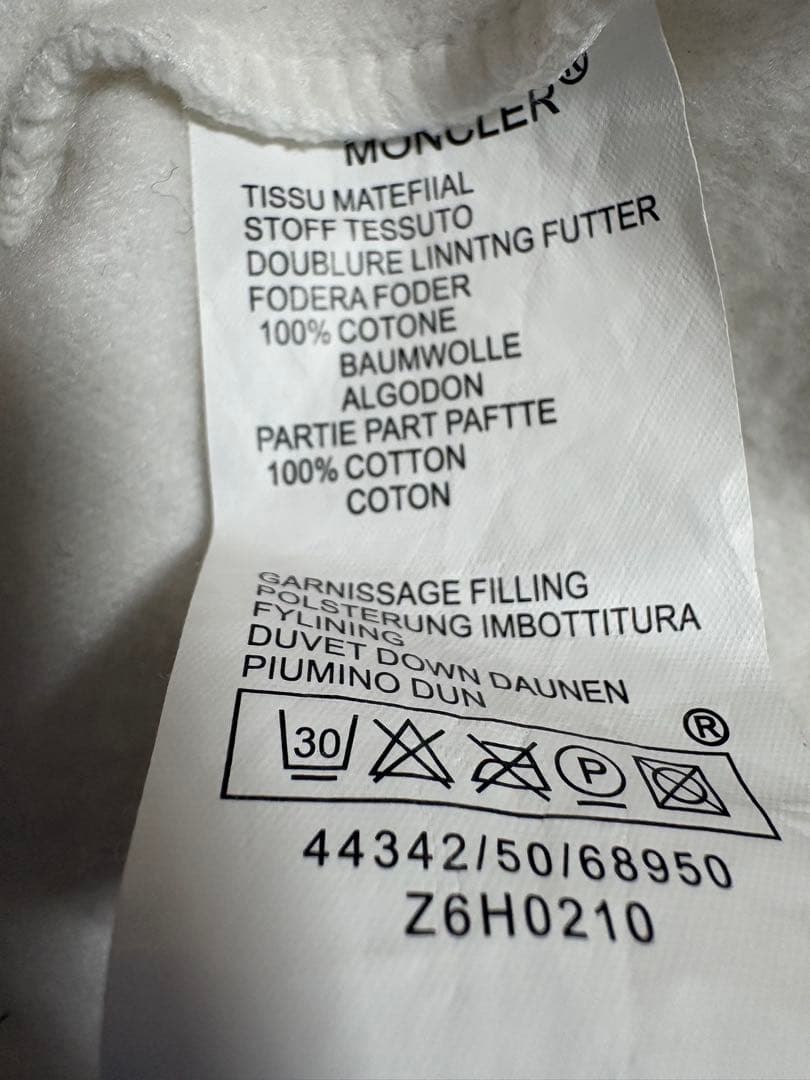 MONCLER®
TISSU MATEFIIAL
STOFF TESSUTO
DOUBLURE LINNTNG FUTTER
FODERA FODER
100% COTONE
BAUMWOLLE
ALGODON
PARTIE PART PAFTTE
100% COTTON
COTON
GARNISSAGE FILLING
POLSTERUNG IMBOTTITURA
FYLINING
DUVET DOWN DAUNEN
PIUMINO DUN
®
30 P
44342/50/68950
Z6H0210